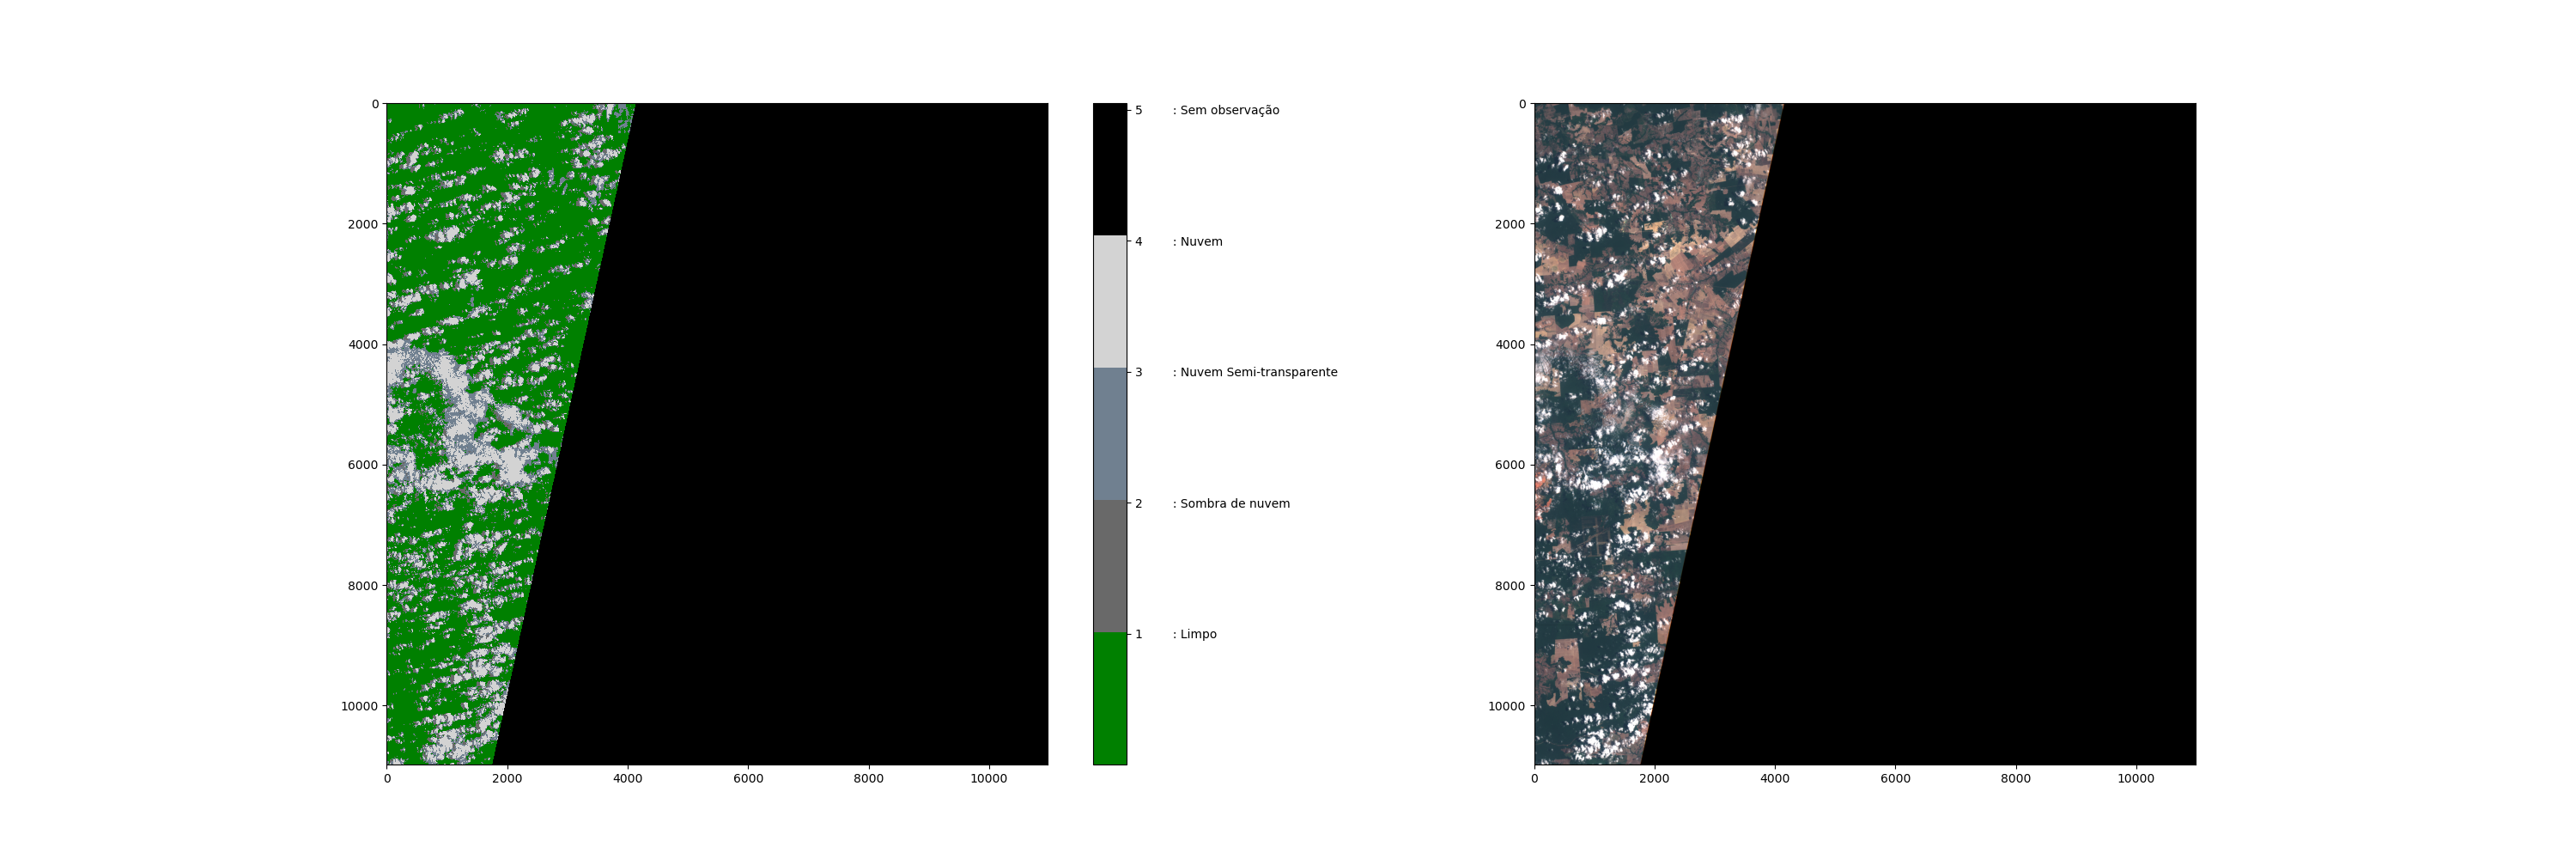 0
2000
4000
6000
8000
10000
0 2000 4000 6000 8000 10000
5 : Sem observação
4 : Nuvem
3 : Nuvem Semi-transparente
2 : Sombra de nuvem
1 : Limpo
0
2000
4000
6000
8000
10000
0 2000 4000 6000 8000 10000